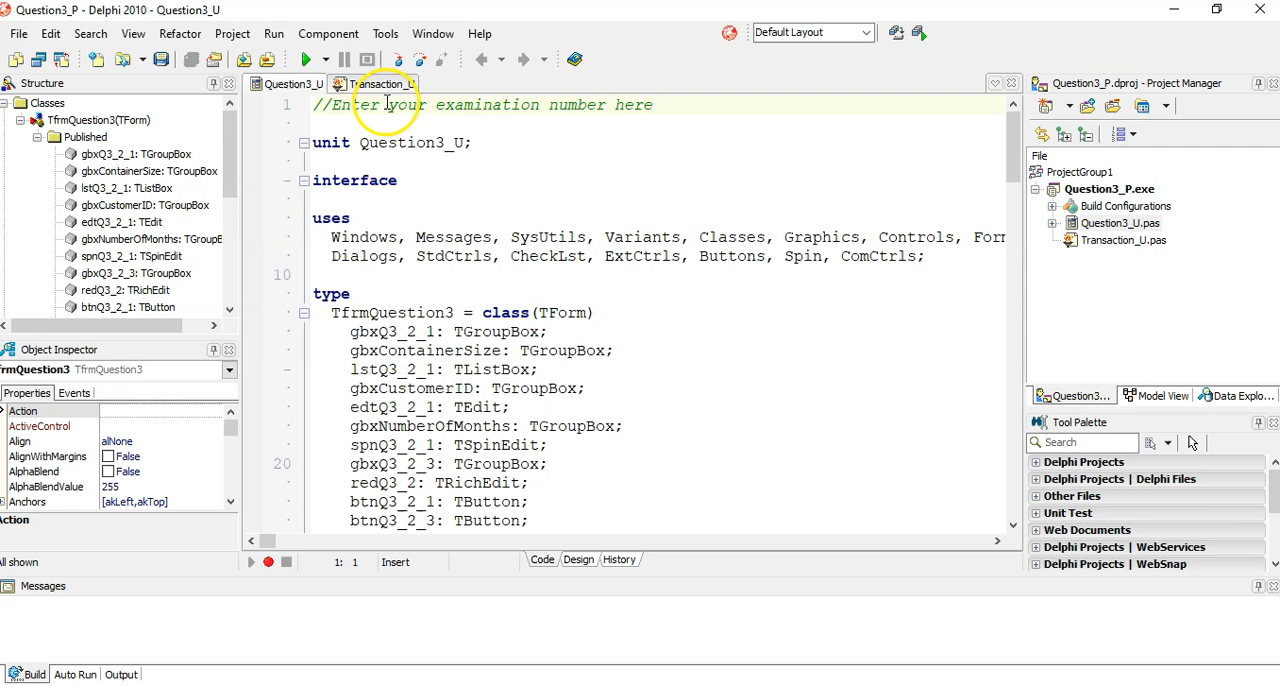 Question3_P - Delphi 2010 - Question3_U
File Edit Search View Refactor Project Run Component Tools Window Help
Default Layout
Structure
Classes
TfrmQuestion3(TForm)
Published
gbxQ3_2_1: TGroupBox
gbxContainerSize: TGroupBox
lstQ3_2_1: TListBox
gbxCustomerID: TGroupBox
edtQ3_2_1: TEdit
gbxNumberOfMonths: TGroupB
spnQ3_2_1: TSpinEdit
gbxQ3_2_3: TGroupBox
redQ3_2: TRichEdit
btnQ3_2_1: TButton
Object Inspector
frmQuestion3 TfrmQuestion3
Properties Events
Action
ActiveControl
Align alNone
AlignWithMargins False
AlphaBlend False
AlphaBlendValue 255
Anchors [akLeft,akTop]
Action
All shown
Question3_U Transaction_U
1 //Enter your examination number here
unit Question3_U;
interface
uses
Windows, Messages, SysUtils, Variants, Classes, Graphics, Controls, For
Dialogs, StdCtrls, CheckLst, ExtCtrls, Buttons, Spin, ComCtrls;
10
type
TfrmQuestion3 = class(TForm)
gbxQ3_2_1: TGroupBox;
gbxContainerSize: TGroupBox;
lstQ3_2_1: TListBox;
gbxCustomerID: TGroupBox;
edtQ3_2_1: TEdit;
gbxNumberOfMonths: TGroupBox;
spnQ3_2_1: TSpinEdit;
20 gbxQ3_2_3: TGroupBox;
redQ3_2: TRichEdit;
btnQ3_2_1: TButton;
btnQ3_2_3: TButton;
1: 1 Insert
Code Design History
Question3_P.dproj - Project Manager
File
ProjectGroup1
Question3_P.exe
Build Configurations
Question3_U.pas
Transaction_U.pas
Question3... Model View Data Explo...
Tool Palette
Search
Delphi Projects
Delphi Projects | Delphi Files
Other Files
Unit Test
Web Documents
Delphi Projects | WebServices
Delphi Projects | WebSnap
Messages
Build Auto Run Output